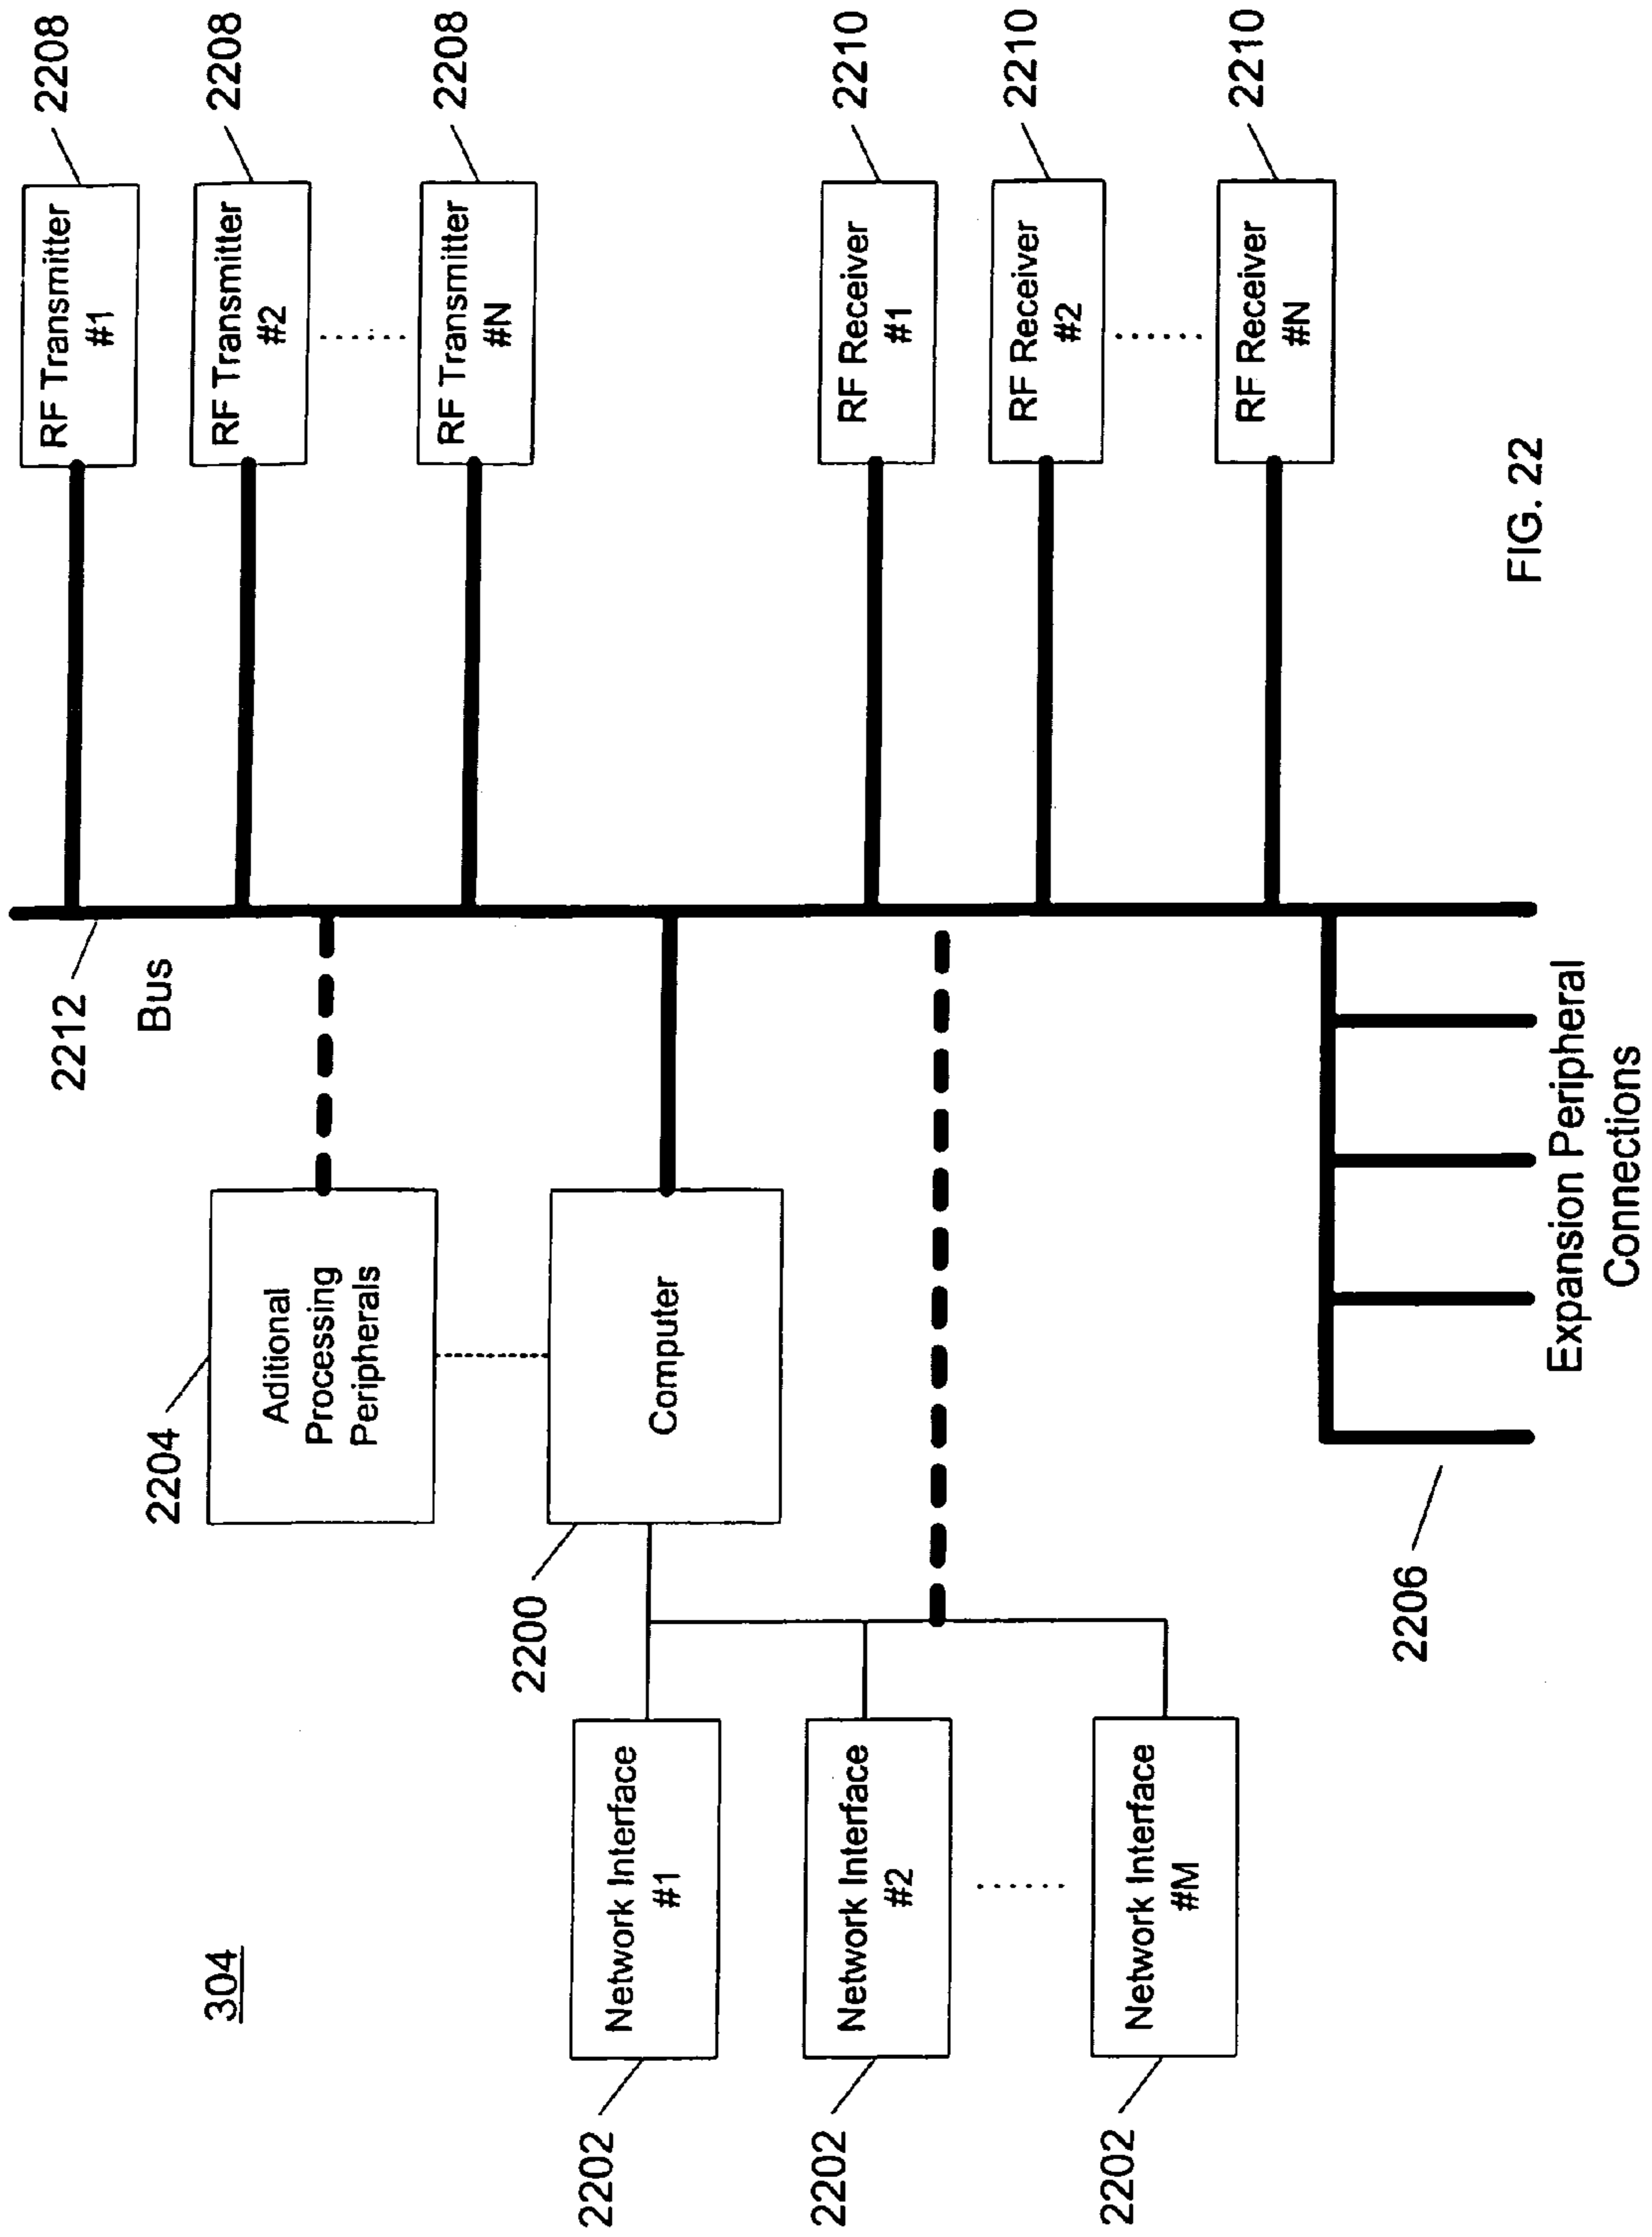 304
2202
Network Interface
#1
2202
Network Interface
#2
2202
Network Interface
#M
2204
Aditional
Processing
Peripherals
2200
Computer
2206
Expansion Peripheral
Connections
2212
Bus
RF Transmitter
#1
2208
RF Transmitter
#2
2208
RF Transmitter
#N
2208
RF Receiver
#1
2210
RF Receiver
#2
2210
RF Receiver
#N
2210
FIG. 22